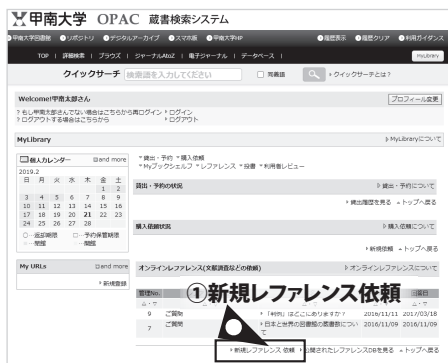 甲南大学 OPAC 蔵書検索システム
甲南大学図書館 リポジトリ デジタルアーカイブ スマホ版 甲南大学HP 履歴表示 履歴クリア 利用ガイダンス
TOP | 詳細検索 | ブラウズ | ジャーナルAtoZ | 電子ジャーナル | データベース | MyLibrary
クイックサーチ 検索語を入力してください 同義語 クイックサーチとは?
Welcome!甲南太郎さん プロフィール変更
? もし甲南太郎さんでない場合はこちらから再ログイン ログイン
? ログアウトする場合はこちらから ログアウト
MyLibrary MyLibraryについて
個人カレンダー and more
2019.2
日 月 火 水 木 金 土
1 2
3 4 5 6 7 8 9
10 11 12 13 14 15 16
17 18 19 20 21 22 23
24 25 26 27 28
○…返却期限 □…予約保管期限
…開館 …閉館
My URLs and more
新規登録
貸出・予約 購入依頼
Myブックシェルフ レファレンス 投書 利用者レビュー
貸出・予約の状況 貸出・予約について
貸出履歴を見る トップへ戻る
購入依頼状況 購入依頼について
新規依頼 トップへ戻る
オンラインレファレンス(文献調査などの依頼) オンラインレファレンスについて
①新規レファレンス依頼
管理No.
9 ご質問 「判例」はどこにありますか? 2016/11/11 2017/03/18
7 ご質問 日本と世界の図書館の蔵書数について 2016/11/09 2016/11/09
新規レファレンス 依頼 公開されたレファレンスDBを見る トップへ戻る